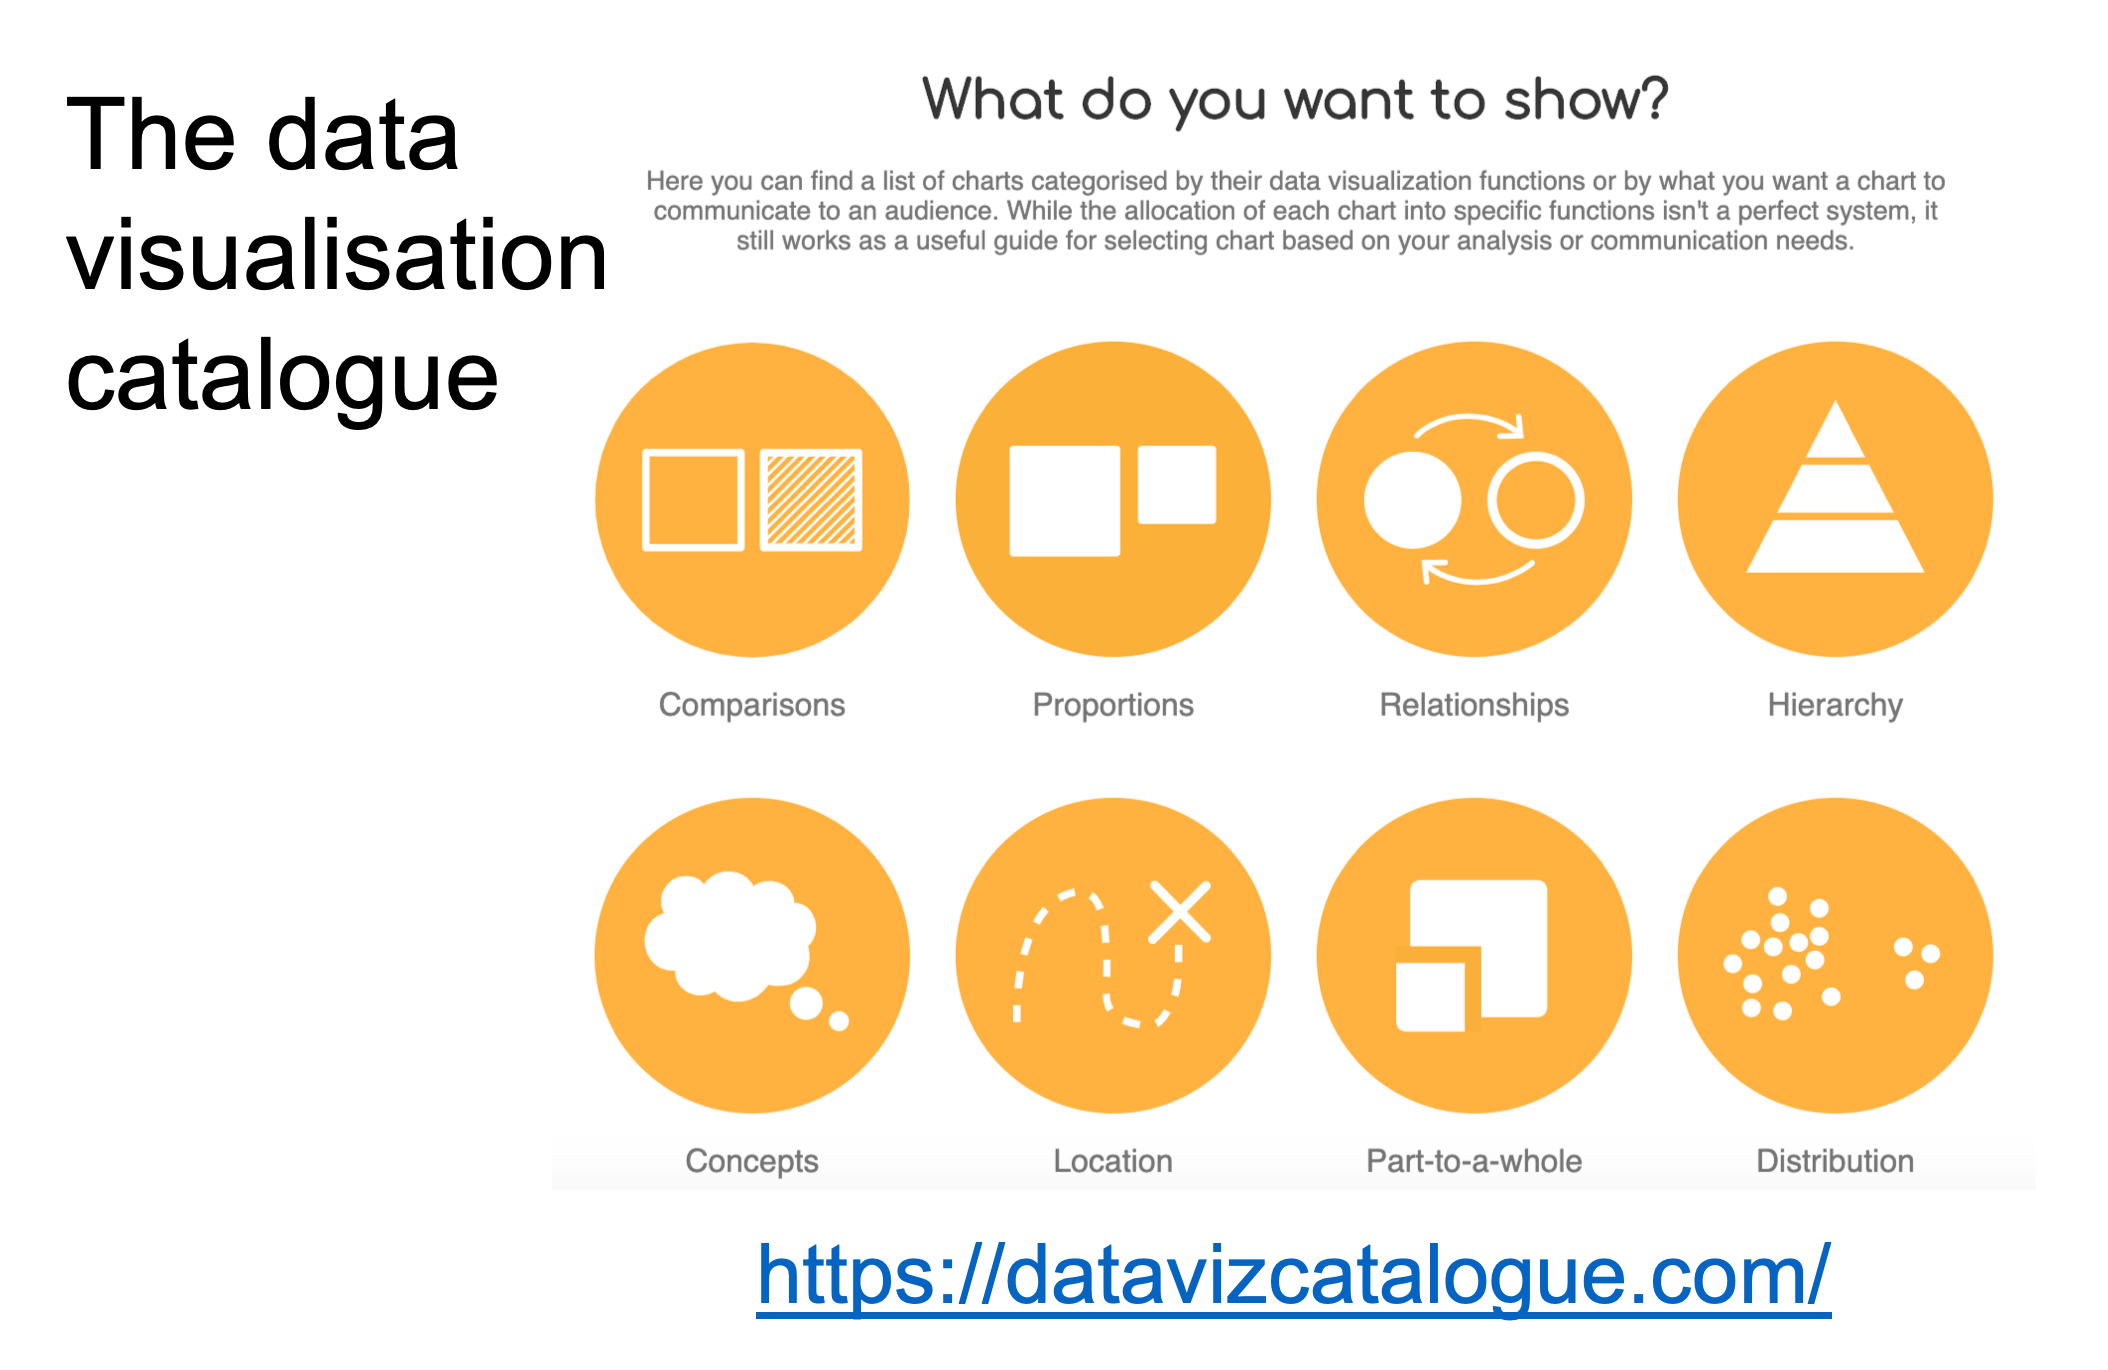 The data
visualisation
catalogue
What do you want to show?
Here you can find a list of charts categorised by their data visualization functions or by what you want a chart to
communicate to an audience. While the allocation of each chart into specific functions isn't a perfect system, it
still works as a useful guide for selecting chart based on your analysis or communication needs.
Comparisons
Proportions
Relationships
Hierarchy
Concepts
Location
Part-to-a-whole
Distribution
https://datavizcatalogue.com/